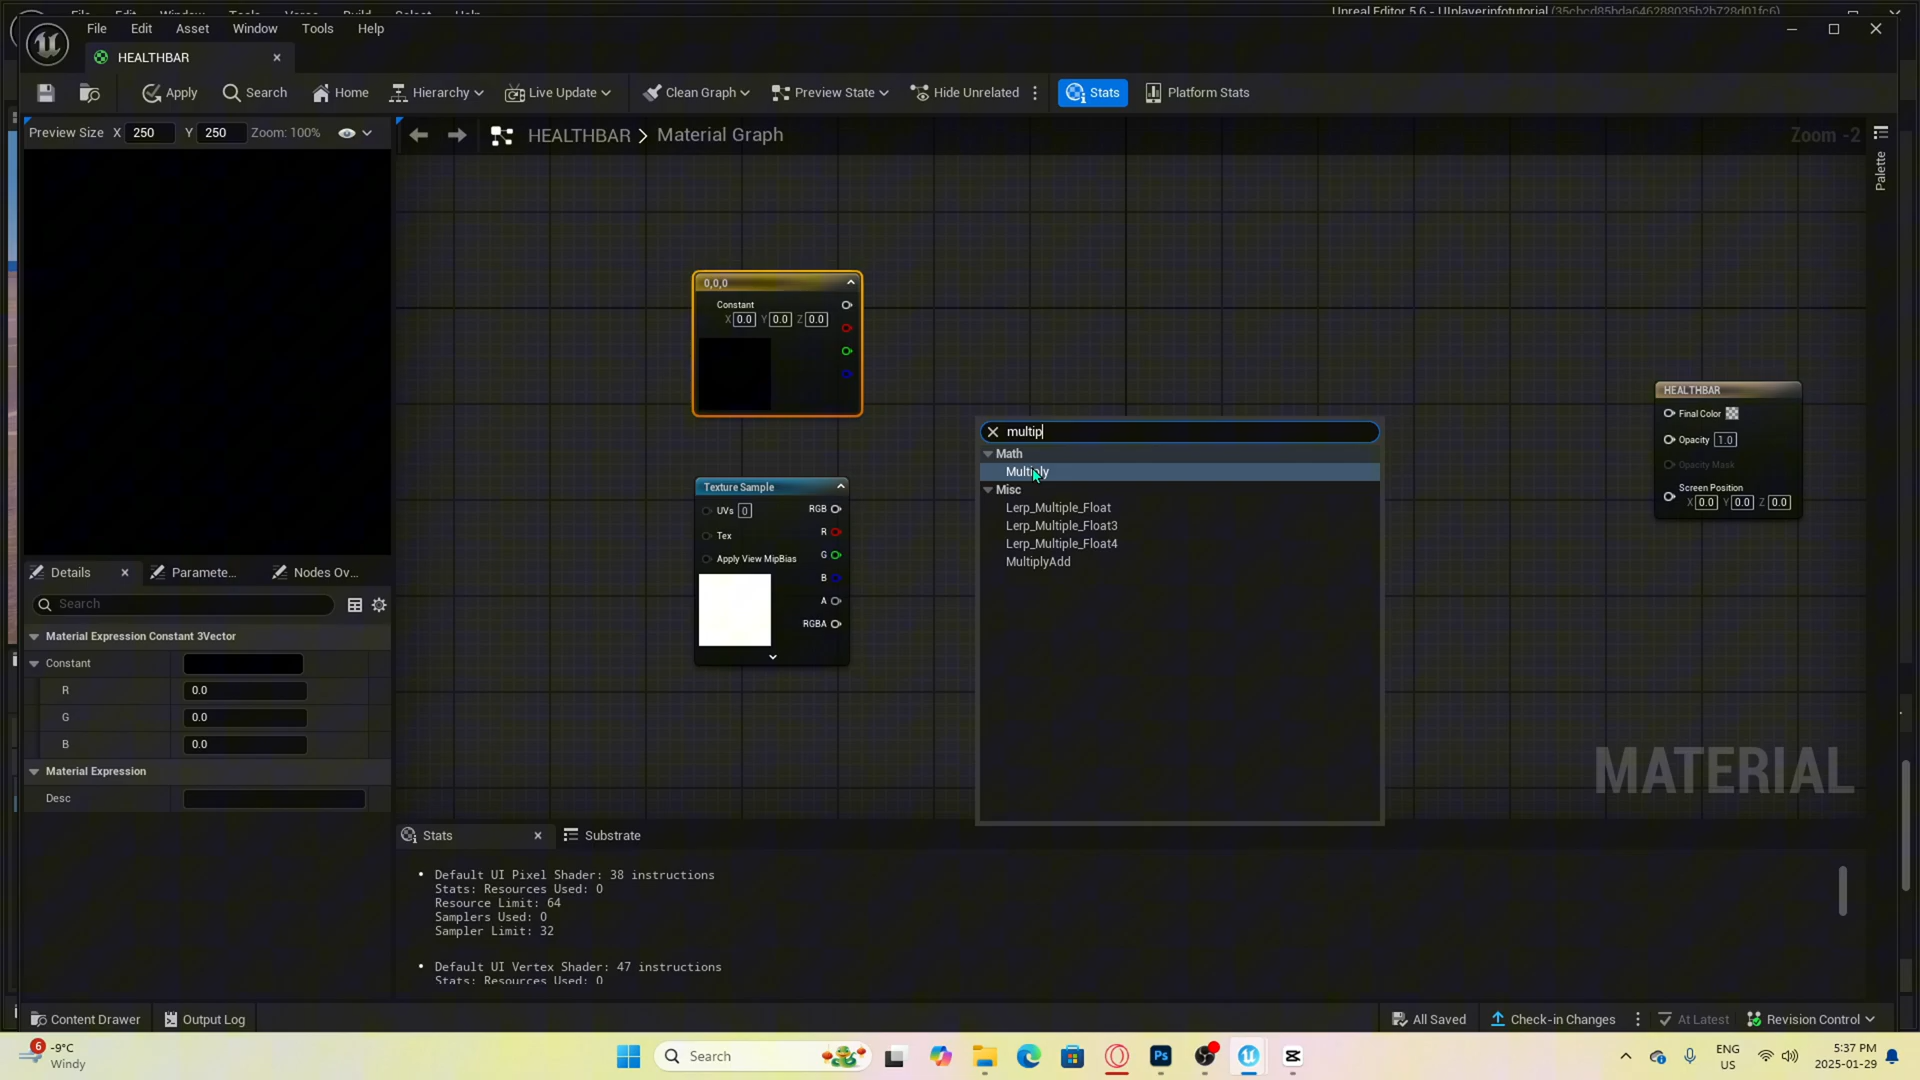 Unreal Editor 5.6 - UIplayerinfotutorial (35cbcd85bda646288035b2b728d01fc6)
File Edit Asset Window Tools Help
HEALTHBAR
Apply Search Home Hierarchy Live Update Clean Graph Preview State Hide Unrelated Stats Platform Stats
Preview Size X 250 Y 250 Zoom: 100%
HEALTHBAR > Material Graph
Zoom -2
Palette
0,0,0
Constant
X 0.0 Y 0.0 Z 0.0
multip
Math
Multiply
Misc
Lerp_Multiple_Float
Lerp_Multiple_Float3
Lerp_Multiple_Float4
MultiplyAdd
HEALTHBAR
Final Color
Opacity 1.0
Opacity Mask
Screen Position
X 0.0 Y 0.0 Z 0.0
Texture Sample
UVs 0 RGB
R
Tex
G
Apply View MipBias
B
A
RGBA
MATERIAL
Details Paramete... Nodes Ov...
Search
Material Expression Constant 3Vector
Constant
R 0.0
G 0.0
B 0.0
Material Expression
Desc
Stats Substrate
• Default UI Pixel Shader: 38 instructions
Stats: Resources Used: 0
Resource Limit: 64
Samplers Used: 0
Sampler Limit: 32
• Default UI Vertex Shader: 47 instructions
Stats: Resources Used: 0
Content Drawer Output Log All Saved Check-in Changes At Latest Revision Control
6
-9°C
Windy
Search
Ps
ENG
US
5:37 PM
2025-01-29